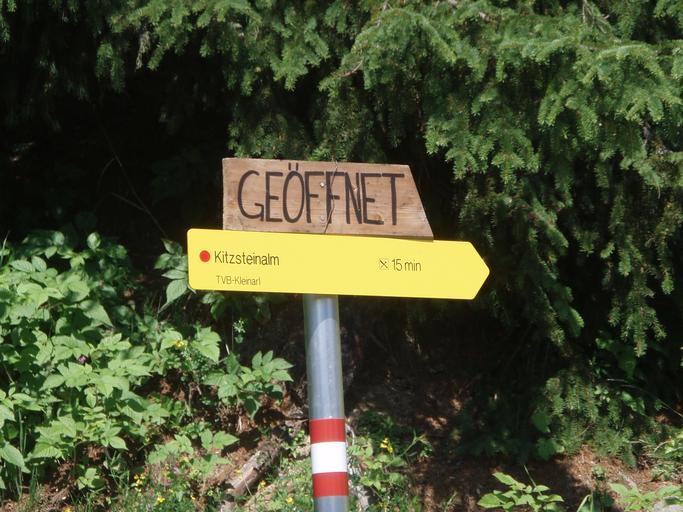 GEÖFFNET
Kitzsteinalm 15 min
TVB-Kleinarl